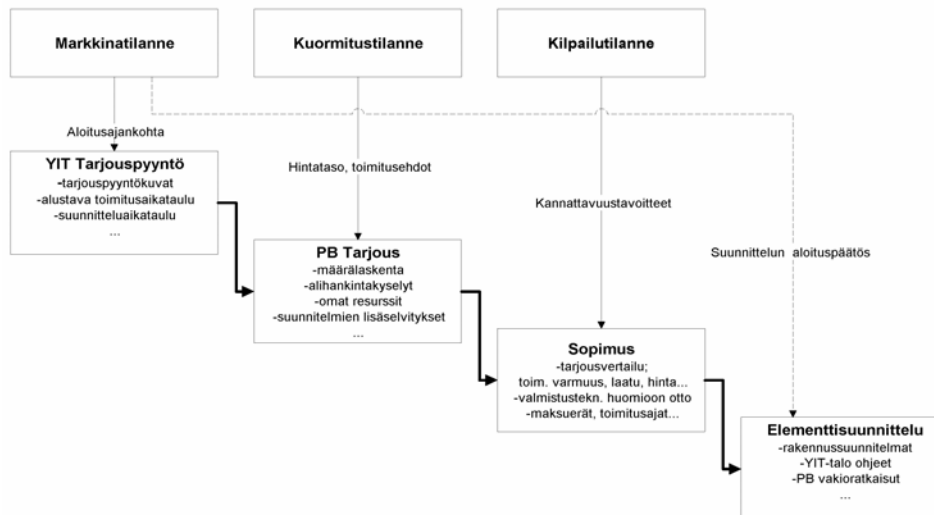 Markkinatilanne
Kuormitustilanne
Kilpailutilanne
Aloitusajankohta
YIT Tarjouspyyntö
-tarjouspyyntökuvat
-alustava toimitusaikataulu
-suunnitteluaikataulu
...
Hintataso, toimitusehdot
PB Tarjous
-määrälaskenta
-alihankintakyselyt
-omat resurssit
-suunnitelmien lisäselvitykset
...
Kannattavuustavoitteet
Sopimus
-tarjousvertailu;
toim. varmuus, laatu, hinta...
-valmistustekn. huomioon otto
-maksuerät, toimitusajat...
Suunnittelun aloituspäätös
Elementtisuunnittelu
-rakennussuunnitelmat
-YIT-talo ohjeet
-PB vakioratkaisut
...